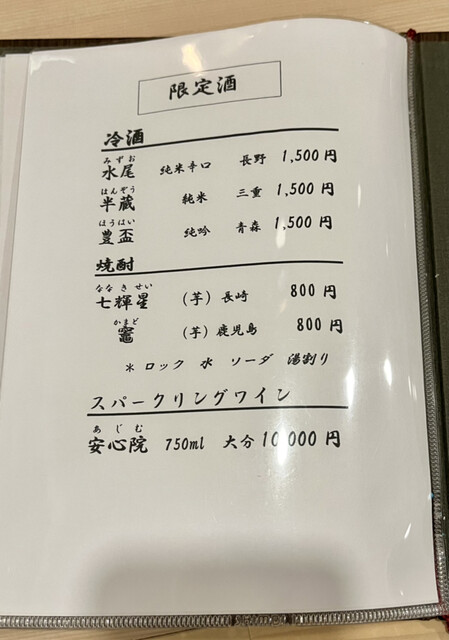 限定酒
冷酒
みずお
水尾 純米辛口 長野 1,500円
はんぞう
半蔵 純米 三重 1,500円
ほうはい
豊盃 純吟 青森 1,500円
焼酎
ななきせい
七輝星 (芋) 長崎 800円
かまど
竈 (芋) 鹿児島 800円
＊ ロック 水 ソーダ 湯割り
スパークリングワイン
あじむ
安心院 750ml 大分 10,000円